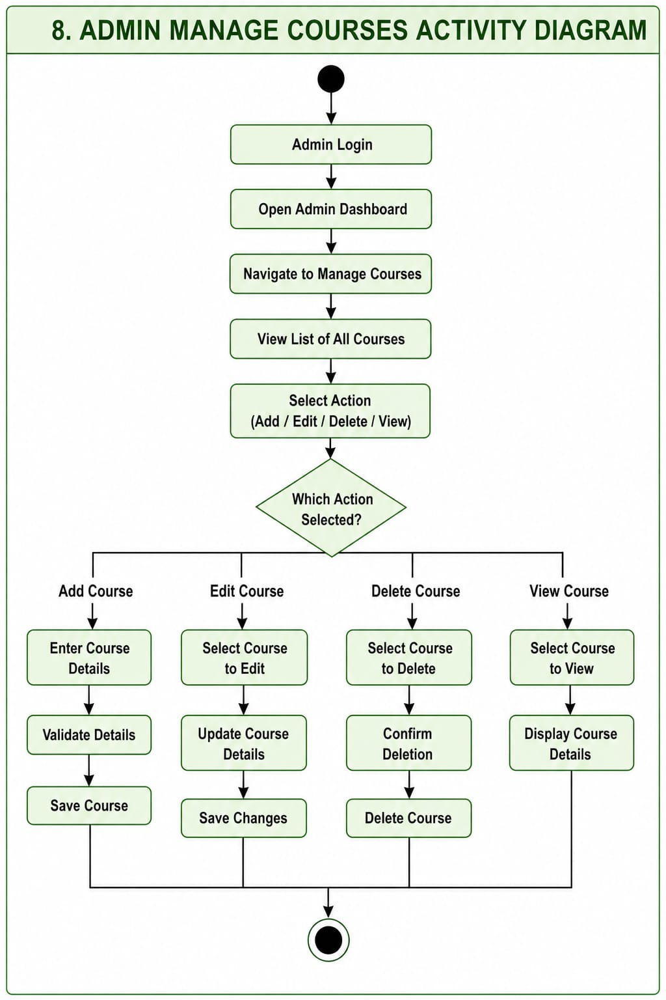 8. ADMIN MANAGE COURSES ACTIVITY DIAGRAM
Admin Login
Open Admin Dashboard
Navigate to Manage Courses
View List of All Courses
Select Action
(Add / Edit / Delete / View)
Which Action
Selected?
Add Course
Edit Course
Delete Course
View Course
Enter Course
Details
Select Course
to Edit
Select Course
to Delete
Select Course
to View
Validate Details
Update Course
Details
Confirm
Deletion
Display Course
Details
Save Course
Save Changes
Delete Course